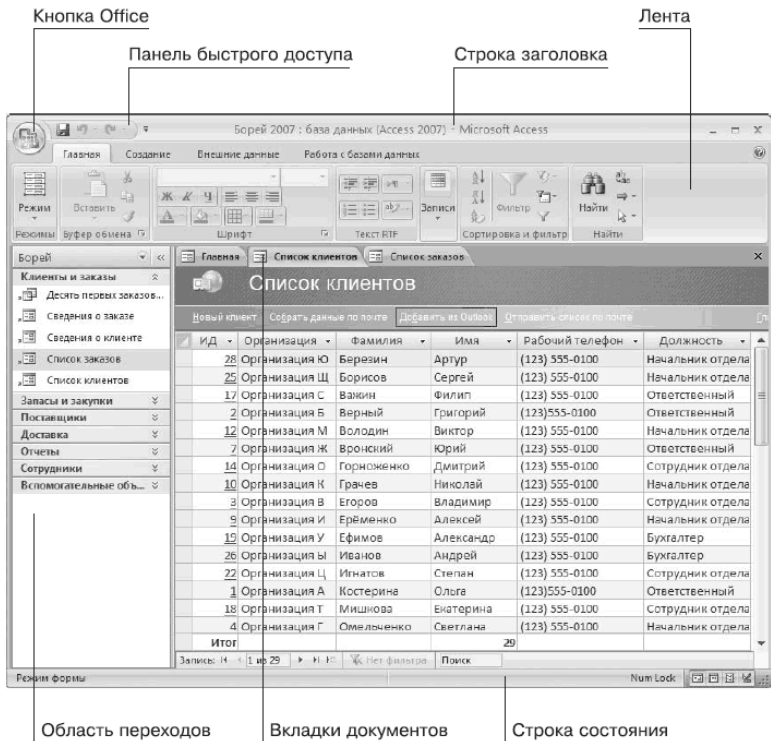 Кнопка Office
Лента
Панель быстрого доступа
Строка заголовка
Борей 2007 : база данных (Access 2007) - Microsoft Access
Главная Создание Внешние данные Работа с базами данных
Режим Вставить Ж К Ч Записи Фильтр Найти
Режимы Буфер обмена Шрифт Текст RTF Сортировка и фильтр Найти
Борей Главная Список клиентов Список заказов
Клиенты и заказы
Список клиентов
Десять первых заказов...
Сведения о заказе
Сведения о клиенте
Список заказов
Список клиентов
Запасы и закупки
Поставщики
Доставка
Отчеты
Сотрудники
Вспомогательные объ...
Новый клиент Собрать данные по почте Добавить из Outlook Отправить список по почте
ИД Организация Фамилия Имя Рабочий телефон Должность
28 Организация Ю Березин Артур (123) 555-0100 Начальник отдела
25 Организация Щ Борисов Сергей (123) 555-0100 Начальник отдела
17 Организация С Важин Филип (123) 555-0100 Ответственный
2 Организация Б Верный Григорий (123)555-0100 Ответственный
12 Организация М Володин Виктор (123) 555-0100 Начальник отдела
7 Организация Ж Вронский Юрий (123) 555-0100 Ответственный
14 Организация О Горноженко Дмитрий (123) 555-0100 Сотрудник отдела
10 Организация К Грачев Николай (123) 555-0100 Начальник отдела
3 Организация В Егоров Владимир (123) 555-0100 Сотрудник отдела
9 Организация И Ерёменко Алексей (123) 555-0100 Начальник отдела
19 Организация У Ефимов Александр (123) 555-0100 Бухгалтер
26 Организация Ы Иванов Андрей (123) 555-0100 Бухгалтер
22 Организация Ц Игнатов Степан (123) 555-0100 Сотрудник отдела
1 Организация А Костерина Ольга (123)555-0100 Ответственный
18 Организация Т Мишкова Екатерина (123) 555-0100 Сотрудник отдела
4 Организация Г Омельченко Светлана (123) 555-0100 Начальник отдела
Итог 29
Запись: 1 из 29 Нет фильтра Поиск
Режим формы Num Lock
Область переходов
Вкладки документов
Строка состояния